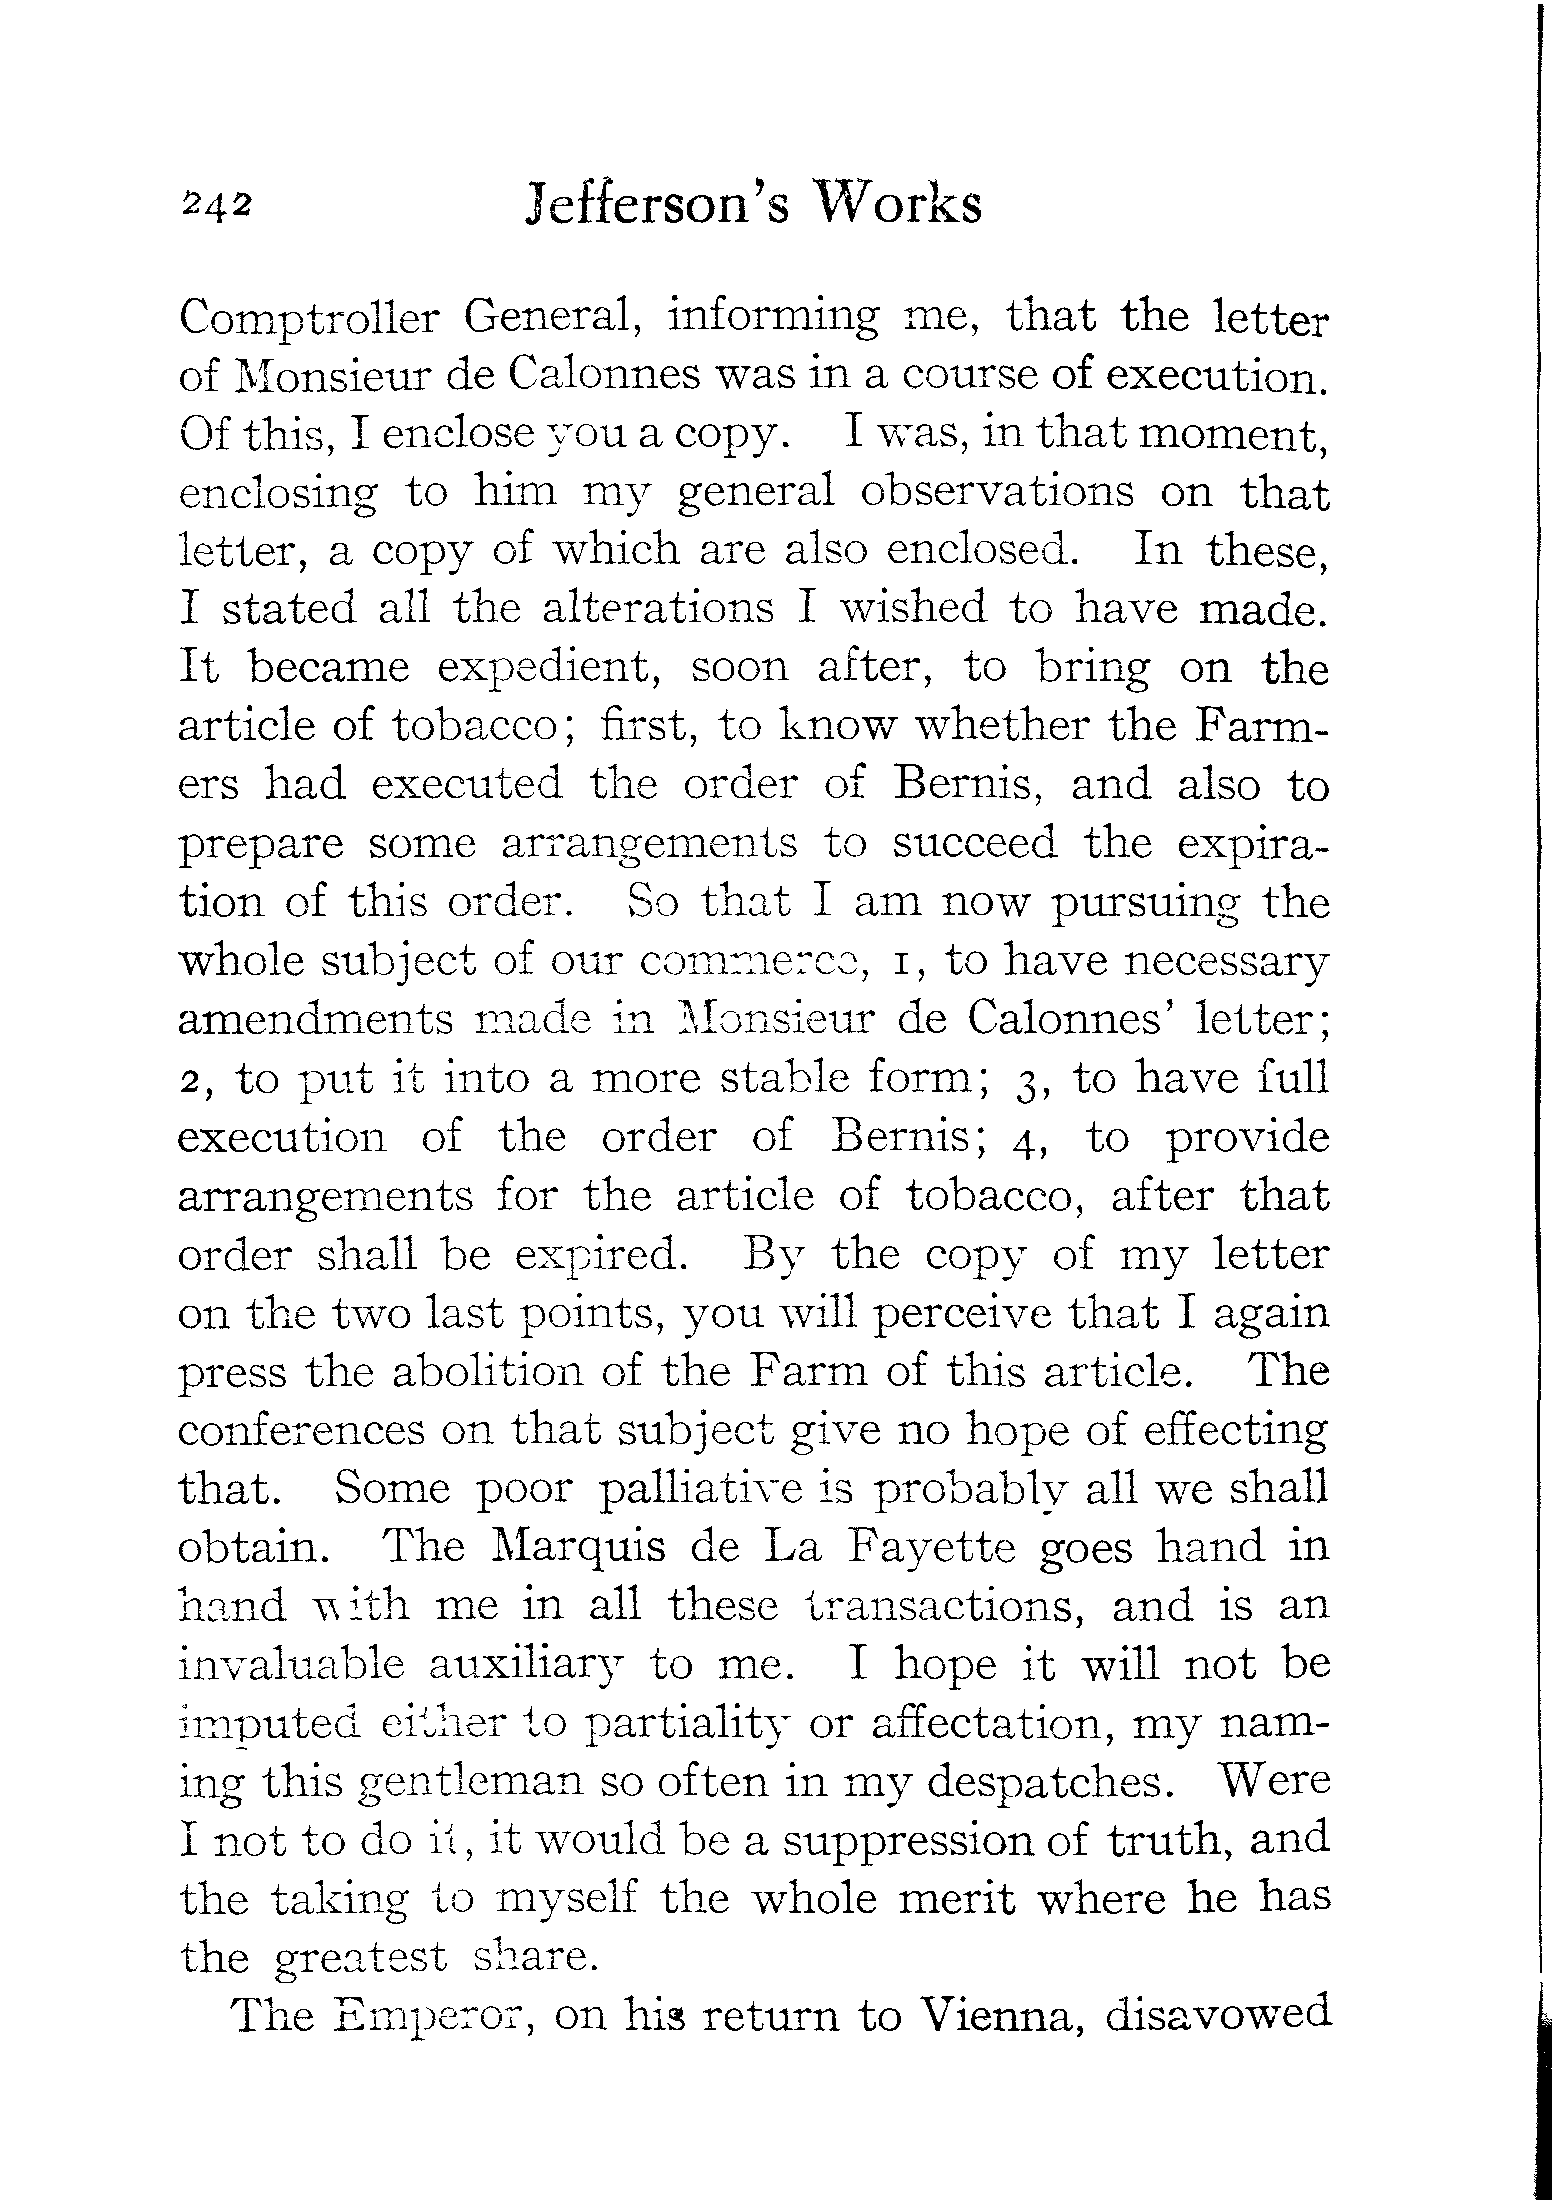 242 Jefferson's Works
Comptroller General, informing me, that the letter
of Monsieur de Calonnes was in a course of execution.
Of this, I enclose you a copy. I was, in that moment,
enclosing to him my general observations on that
letter, a copy of which are also enclosed. In these,
I stated all the alterations I wished to have made.
It became expedient, soon after, to bring on the
article of tobacco; first, to know whether the Farm-
ers had executed the order of Bernis, and also to
prepare some arrangements to succeed the expira-
tion of this order. So that I am now pursuing the
whole subject of our commerce, 1, to have necessary
amendments made in Monsieur de Calonnes' letter;
2, to put it into a more stable form; 3, to have full
execution of the order of Bernis; 4, to provide
arrangements for the article of tobacco, after that
order shall be expired. By the copy of my letter
on the two last points, you will perceive that I again
press the abolition of the Farm of this article. The
conferences on that subject give no hope of effecting
that. Some poor palliative is probably all we shall
obtain. The Marquis de La Fayette goes hand in
hand with me in all these transactions, and is an
invaluable auxiliary to me. I hope it will not be
imputed either to partiality or affectation, my nam-
ing this gentleman so often in my despatches. Were
I not to do it, it would be a suppression of truth, and
the taking to myself the whole merit where he has
the greatest share.
The Emperor, on his return to Vienna, disavowed